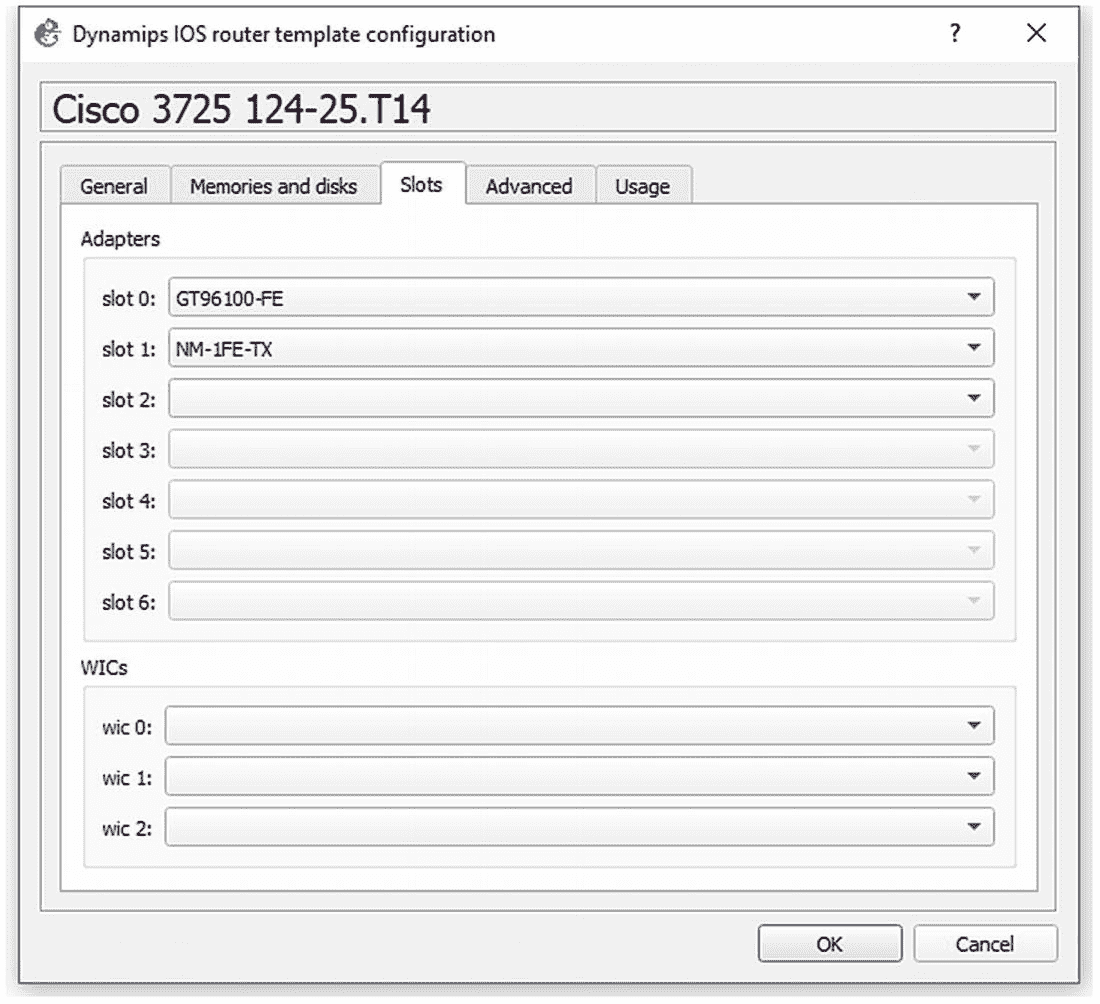 Dynamips IOS router template configuration ?
Cisco 3725 124-25.T14
General Memories and disks Slots Advanced Usage
Adapters
slot 0: GT96100-FE
slot 1: NM-1FE-TX
slot 2:
slot 3:
slot 4:
slot 5:
slot 6:
WICs
wic 0:
wic 1:
wic 2:
OK Cancel